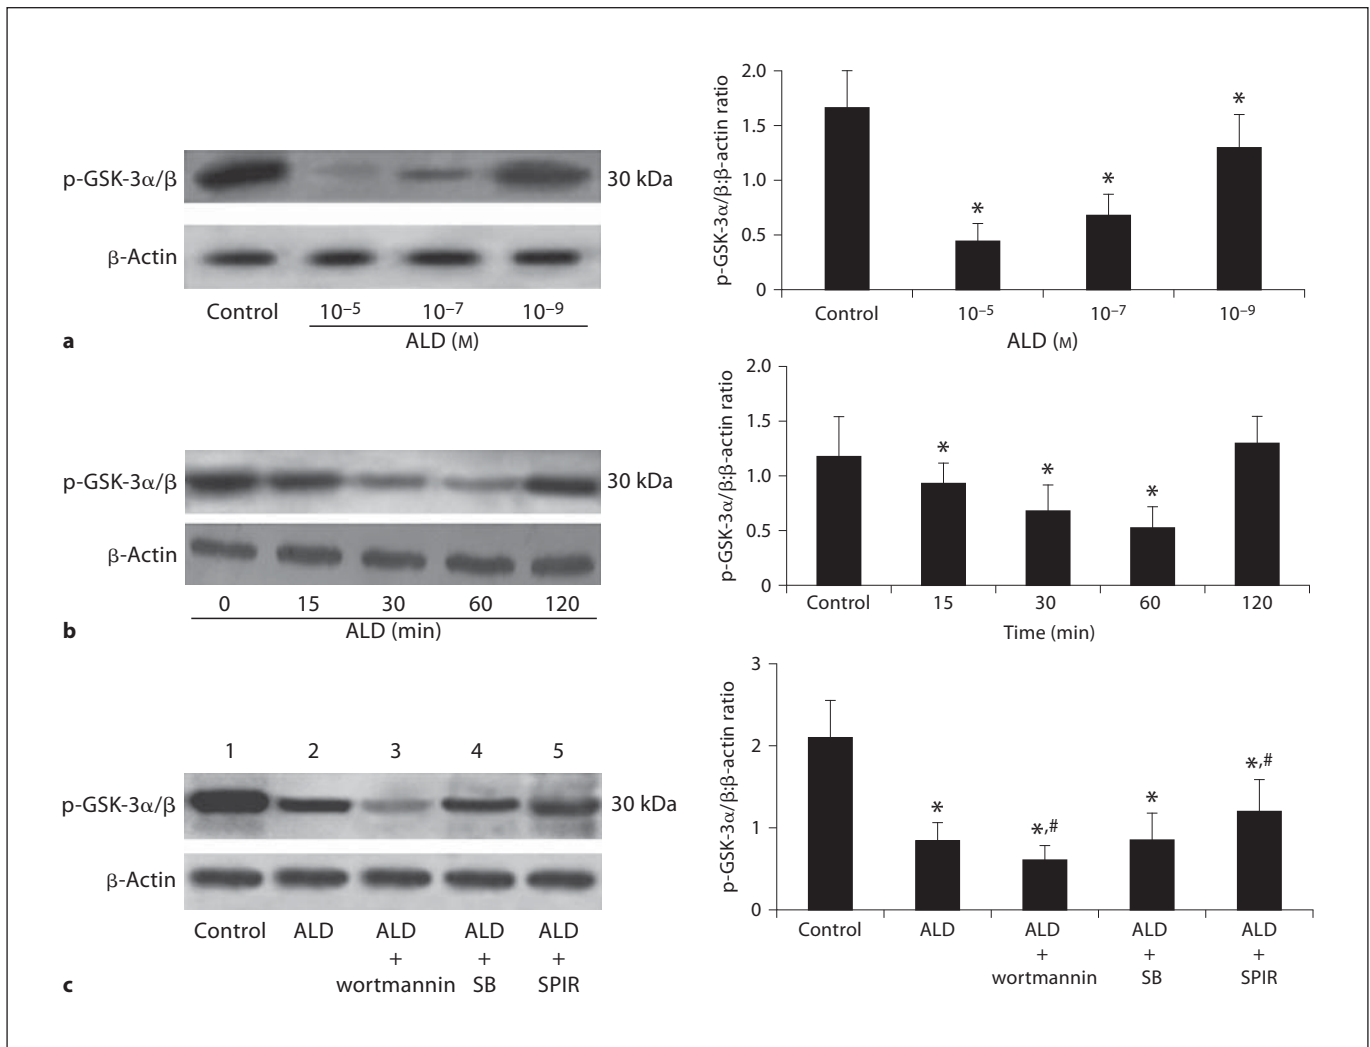 p-GSK-3α/β 30 kDa
β-Actin
Control 10–5 10–7 10–9
ALD (M)
a
p-GSK-3α/β:β-actin ratio
2.0
1.5
1.0
0.5
0
* * *
Control 10–5 10–7 10–9
ALD (M)
p-GSK-3α/β 30 kDa
β-Actin
0 15 30 60 120
ALD (min)
b
p-GSK-3α/β:β-actin ratio
2.0
1.5
1.0
0.5
0
* * *
Control 15 30 60 120
Time (min)
1 2 3 4 5
p-GSK-3α/β 30 kDa
β-Actin
Control ALD ALD ALD ALD
+ + +
wortmannin SB SPIR
c
p-GSK-3α/β:β-actin ratio
3
2
1
0
* *,# * *,#
Control ALD ALD ALD ALD
+ + +
wortmannin SB SPIR